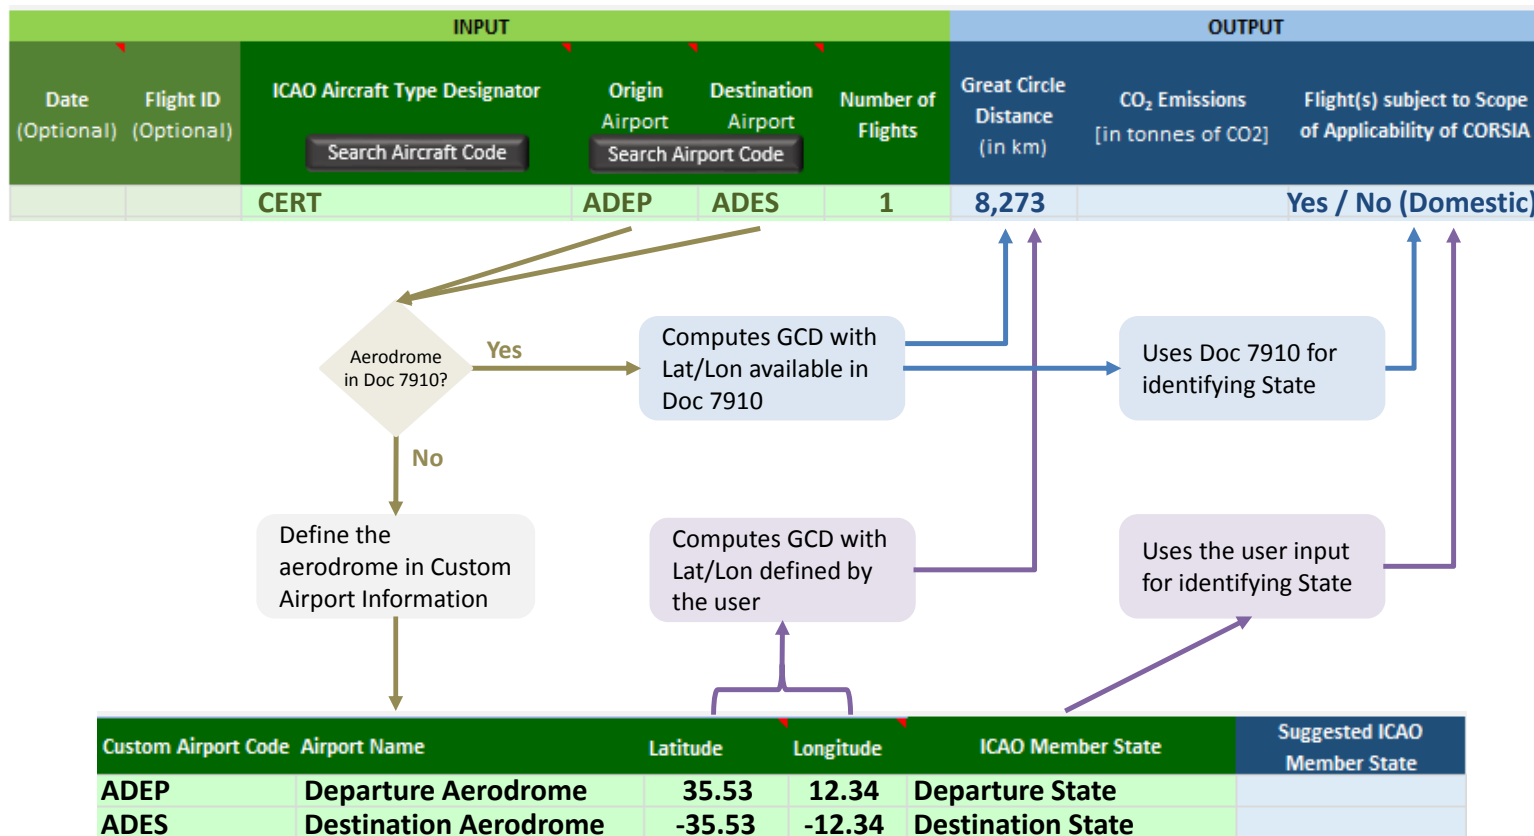 INPUT
OUTPUT
Date
(Optional)
Flight ID
(Optional)
ICAO Aircraft Type Designator
Search Aircraft Code
Origin
Airport
Destination
Airport
Search Airport Code
Number of
Flights
Great Circle
Distance
(in km)
CO₂ Emissions
[in tonnes of CO2]
Flight(s) subject to Scope
of Applicability of CORSIA
CERT ADEP ADES 1 8,273 Yes / No (Domestic)
Aerodrome
in Doc 7910?
Yes
Computes GCD with
Lat/Lon available in
Doc 7910
Uses Doc 7910 for
identifying State
No
Define the
aerodrome in Custom
Airport Information
Computes GCD with
Lat/Lon defined by
the user
Uses the user input
for identifying State
Custom Airport Code Airport Name Latitude Longitude ICAO Member State
Suggested ICAO
Member State
ADEP Departure Aerodrome 35.53 12.34 Departure State
ADES Destination Aerodrome -35.53 -12.34 Destination State